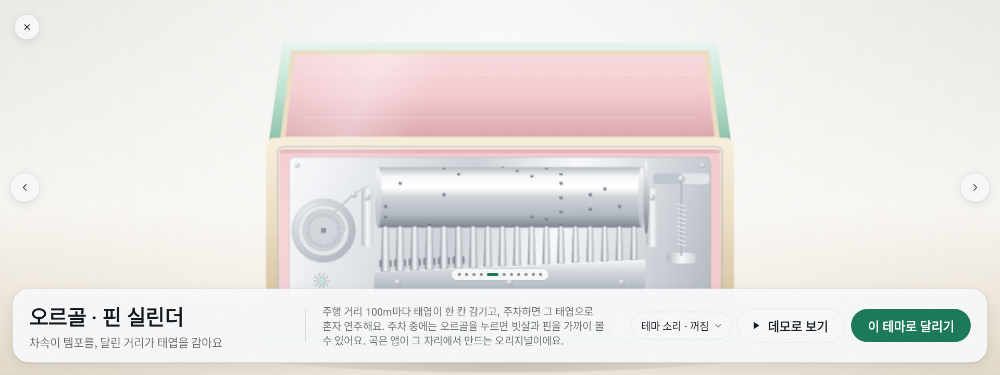 오르골 · 핀 실린더
차속이 템포를, 달린 거리가 태엽을 감아요
주행 거리 100m마다 태엽이 한 칸 감기고, 주차하면 그 태엽으로
혼자 연주해요. 주차 중에는 오르골을 누르면 빗살과 핀을 가까이 볼
수 있어요. 곡은 앱이 그 자리에서 만드는 오리지널이에요.
테마 소리 · 꺼짐
데모로 보기
이 테마로 달리기